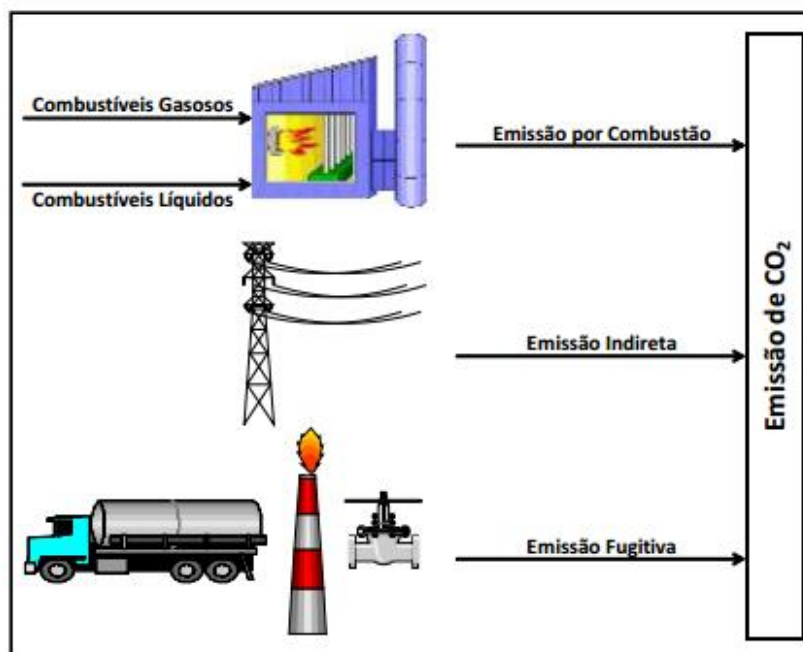 Combustíveis Gasosos
Combustíveis Líquidos
Emissão por Combustão
Emissão Indireta
Emissão Fugitiva
Emissão de CO₂